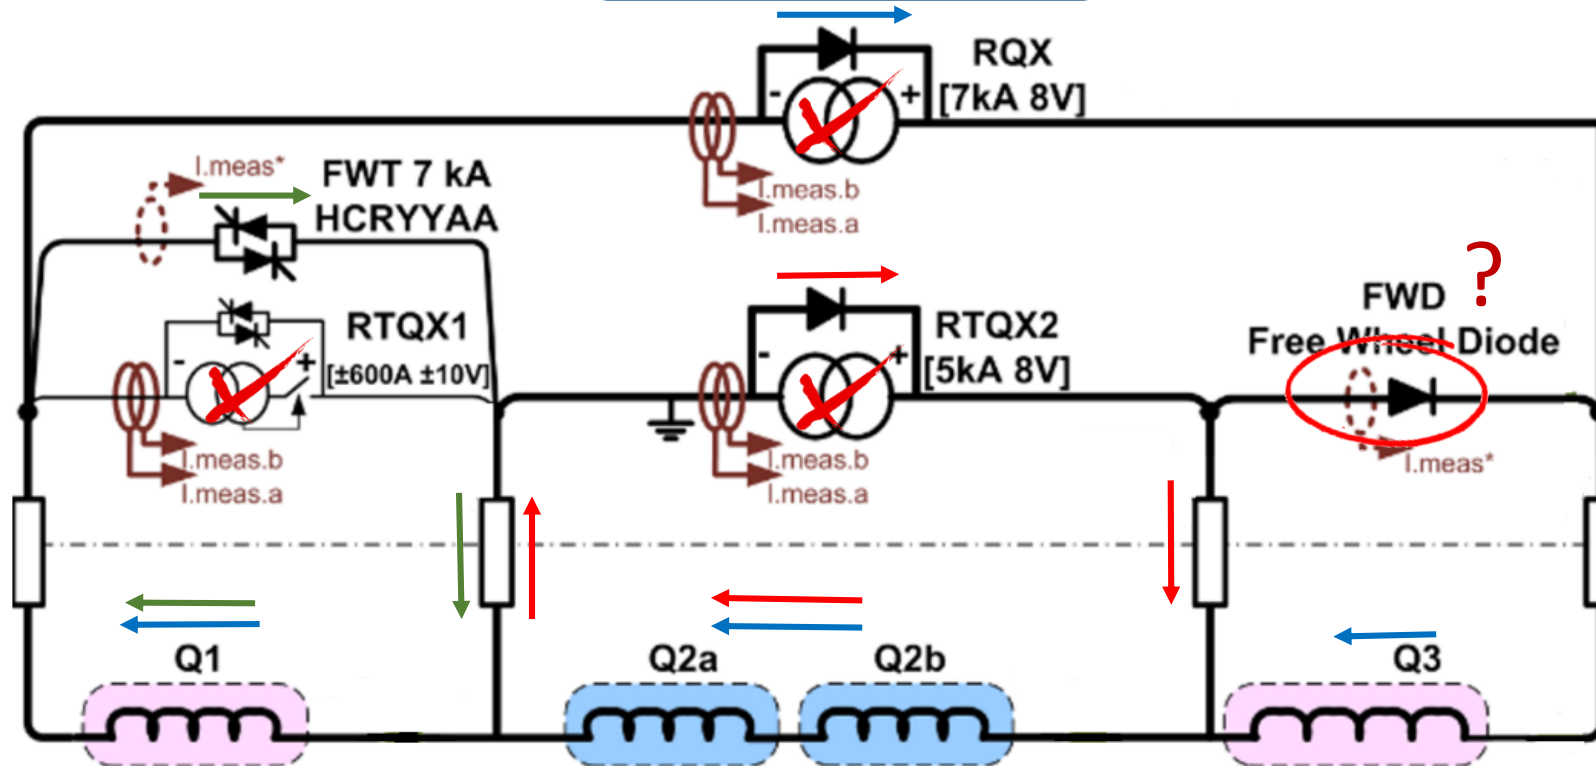 RQX
[7kA 8V]
- +
I.meas.b
I.meas.a
I.meas*
FWT 7 kA
HCRYYAA
RTQX1
[±600A ±10V]
- +
I.meas.b
I.meas.a
RTQX2
[5kA 8V]
- +
I.meas.b
I.meas.a
?
FWD
Free Wheel Diode
I.meas*
Q1
Q2a
Q2b
Q3